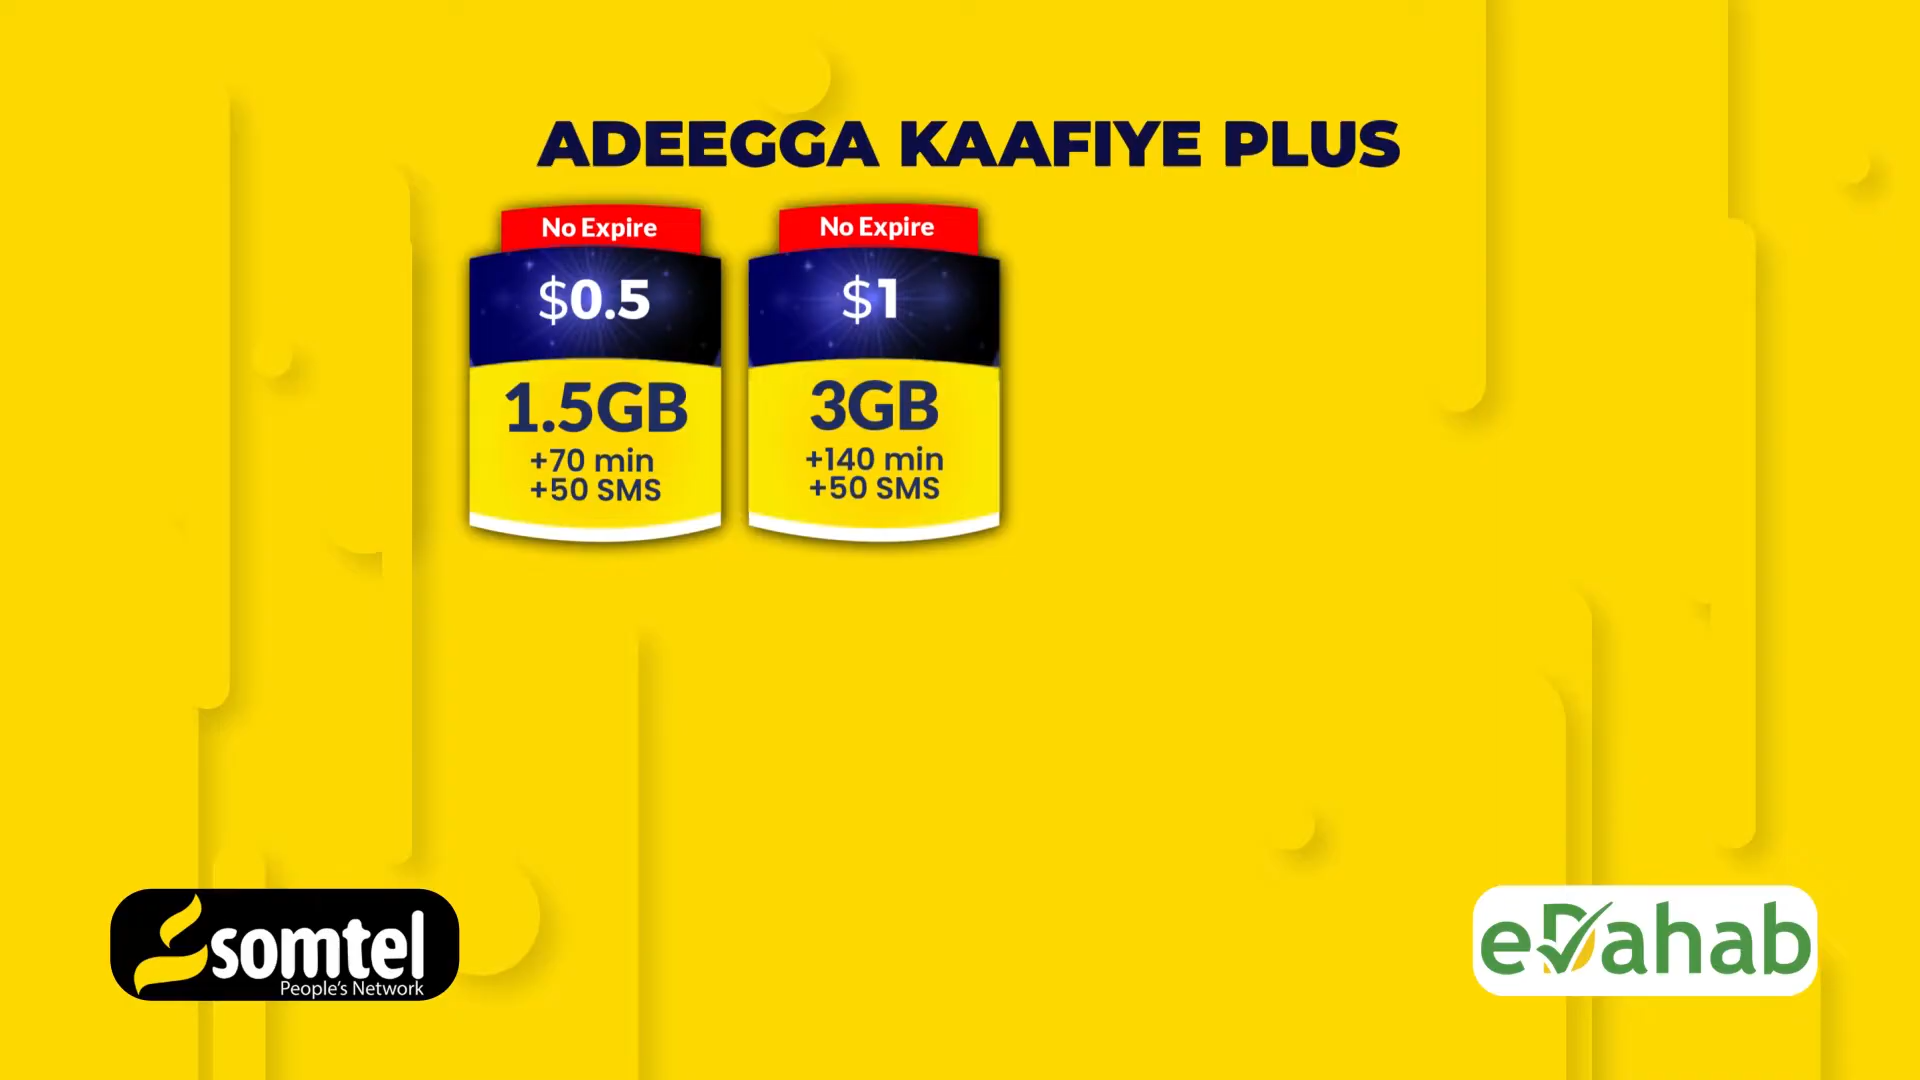 ADEEGGA KAAFIYE PLUS
No Expire
$0.5
1.5GB
+70 min
+50 SMS
No Expire
$1
3GB
+140 min
+50 SMS
somtel
People's Network
eDahab